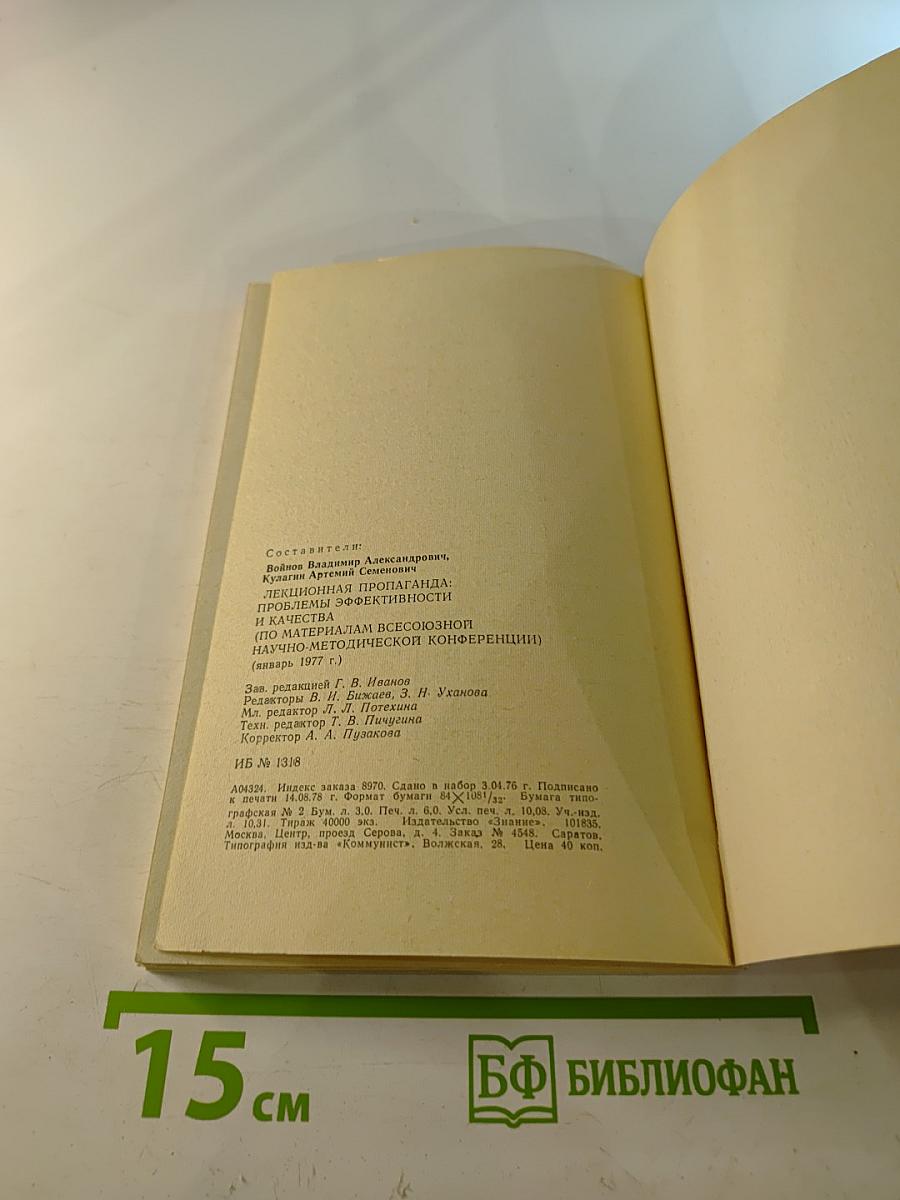 Составители:
Войнов Владимир Александрович,
Кулагин Артемий Семенович
ЛЕКЦИОННАЯ ПРОПАГАНДА:
ПРОБЛЕМЫ ЭФФЕКТИВНОСТИ
И КАЧЕСТВА
(ПО МАТЕРИАЛАМ ВСЕСОЮЗНОЙ
НАУЧНО-МЕТОДИЧЕСКОЙ КОНФЕРЕНЦИИ)
(январь 1977 г.)
Зав. редакцией Г. В. Иванов
Редакторы В. И. Бижаев, З. Н. Уханова
Мл. редактор Л. Л. Потехина
Техн. редактор Т. В. Пичугина
Корректор А. А. Пузакова
ИБ № 1318
А04324. Индекс заказа 8970. Сдано в набор 3.04.76 г. Подписано
к печати 14.08.78 г. Формат бумаги 84×108¹/₃₂. Бумага типо-
графская № 2 Бум. л. 3,0. Печ. л. 6,0. Усл. печ. л. 10,08. Уч.-изд.
л. 10,31. Тираж 40000 экз. Издательство «Знание». 101835,
Москва, Центр, проезд Серова, д. 4. Заказ № 4548. Саратов.
Типография изд-ва «Коммунист». Волжская, 28. Цена 40 коп.
15 см
БФ БИБЛИОФАН